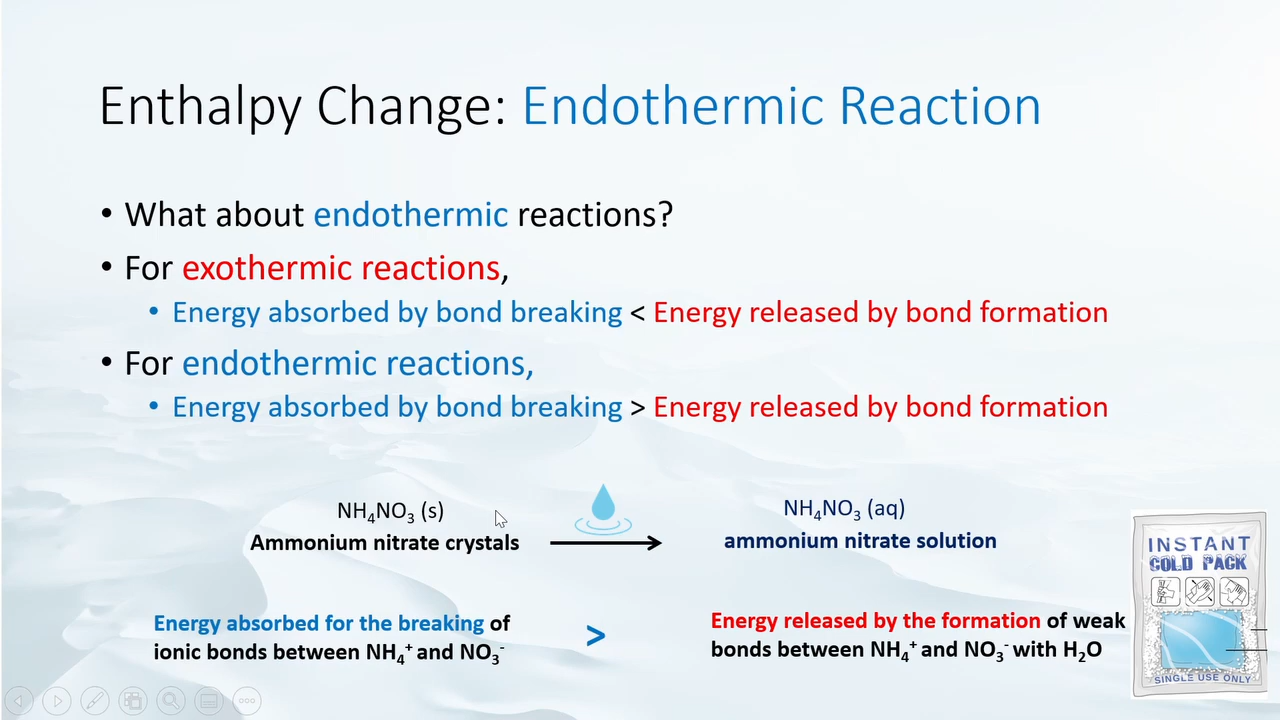 Enthalpy Change: Endothermic Reaction
• What about endothermic reactions?
• For exothermic reactions,
• Energy absorbed by bond breaking < Energy released by bond formation
• For endothermic reactions,
• Energy absorbed by bond breaking > Energy released by bond formation
NH₄NO₃ (s)
Ammonium nitrate crystals
NH₄NO₃ (aq)
ammonium nitrate solution
Energy absorbed for the breaking of
ionic bonds between NH₄⁺ and NO₃⁻
>
Energy released by the formation of weak
bonds between NH₄⁺ and NO₃⁻ with H₂O
INSTANT
COLD PACK
SINGLE USE ONLY